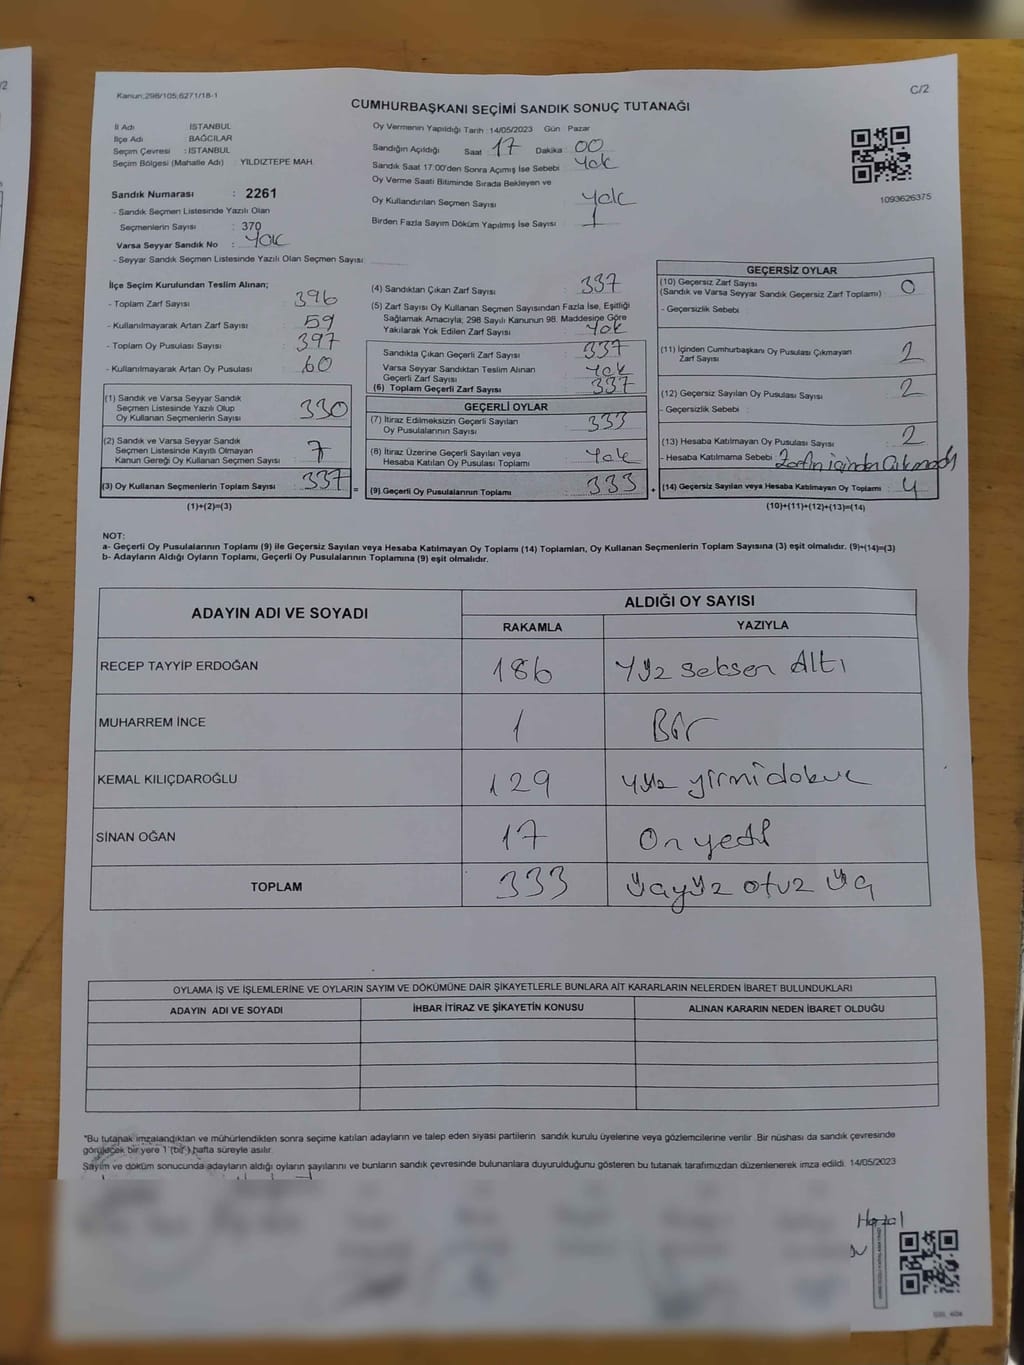 Kanun;298/105;6271/18-1
C/2
CUMHURBAŞKANI SEÇİMİ SANDIK SONUÇ TUTANAĞI
İl Adı : İSTANBUL
İlçe Adı : BAĞCILAR
Seçim Çevresi : İSTANBUL
Seçim Bölgesi (Mahalle Adı) : YILDIZTEPE MAH.
Sandık Numarası : 2261
- Sandık Seçmen Listesinde Yazılı Olan
Seçmenlerin Sayısı : 370
Varsa Seyyar Sandık No : Yok
- Seyyar Sandık Seçmen Listesinde Yazılı Olan Seçmen Sayısı
Oy Vermenin Yapıldığı Tarih : 14/05/2023 Gün Pazar
Sandığın Açıldığı Saat 17 Dakika 00
Sandık Saat 17:00'den Sonra Açımış İse Sebebi Yok
Oy Verme Saati Bitiminde Sırada Bekleyen ve
Oy Kullandırılan Seçmen Sayısı Yok
Birden Fazla Sayım Döküm Yapılmış İse Sayısı 1
1093626375
İlçe Seçim Kurulundan Teslim Alınan;
- Toplam Zarf Sayısı : 396
- Kullanılmayarak Artan Zarf Sayısı : 59
- Toplam Oy Pusulası Sayısı : 397
- Kullanılmayarak Artan Oy Pusulası : 60
(1) Sandık ve Varsa Seyyar Sandık
Seçmen Listesinde Yazılı Olup
Oy Kullanan Seçmenlerin Sayısı 330
(2) Sandık ve Varsa Seyyar Sandık
Seçmen Listesinde Kayıtlı Olmayan
Kanun Gereği Oy Kullanan Seçmen Sayısı 7
(3) Oy Kullanan Seçmenlerin Toplam Sayısı : 337 =
(1)+(2)=(3)
(4) Sandıktan Çıkan Zarf Sayısı : 337
(5) Zarf Sayısı Oy Kullanan Seçmen Sayısından Fazla İse, Eşitliği
Sağlamak Amacıyla; 298 Sayılı Kanunun 98. Maddesine Göre
Yakılarak Yok Edilen Zarf Sayısı : Yok
Sandıkta Çıkan Geçerli Zarf Sayısı : 337
Varsa Seyyar Sandıktan Teslim Alınan
Geçerli Zarf Sayısı : Yok
(6) Toplam Geçerli Zarf Sayısı : 337
GEÇERLİ OYLAR
(7) İtiraz Edilmeksizin Geçerli Sayılan
Oy Pusulalarının Sayısı : 333
(8) İtiraz Üzerine Geçerli Sayılan veya
Hesaba Katılan Oy Pusulası Toplamı : Yok
(9) Geçerli Oy Pusulalarının Toplamı : 333 +
GEÇERSİZ OYLAR
(10) Geçersiz Zarf Sayısı
(Sandık ve Varsa Seyyar Sandık Geçersiz Zarf Toplamı) : 0
- Geçersizlik Sebebi :
(11) İçinden Cumhurbaşkanı Oy Pusulası Çıkmayan
Zarf Sayısı 2
(12) Geçersiz Sayılan Oy Pusulası Sayısı : 2
- Geçersizlik Sebebi :
(13) Hesaba Katılmayan Oy Pusulası Sayısı : 2
- Hesaba Katılmama Sebebi : Zarfın içinden Çıkmadı
(14) Geçersiz Sayılan veya Hesaba Katılmayan Oy Toplamı : 4
(10)+(11)+(12)+(13)=(14)
NOT:
a- Geçerli Oy Pusulalarının Toplamı (9) ile Geçersiz Sayılan veya Hesaba Katılmayan Oy Toplamı (14) Toplamları, Oy Kullanan Seçmenlerin Toplam Sayısına (3) eşit olmalıdır. (9)+(14)=(3)
b- Adayların Aldığı Oyların Toplamı, Geçerli Oy Pusulalarının Toplamına (9) eşit olmalıdır.
ADAYIN ADI VE SOYADI
ALDIĞI OY SAYISI
RAKAMLA YAZIYLA
RECEP TAYYİP ERDOĞAN 186 Yüz seksen Altı
MUHARREM İNCE 1 Bir
KEMAL KILIÇDAROĞLU 129 yüz yirmidokuz
SİNAN OĞAN 17 On yedi
TOPLAM 333 üçyüz otuz üç
OYLAMA İŞ VE İŞLEMLERİNE VE OYLARIN SAYIM VE DÖKÜMÜNE DAİR ŞİKAYETLERLE BUNLARA AİT KARARLARIN NELERDEN İBARET BULUNDUKLARI
ADAYIN ADI VE SOYADI İHBAR İTİRAZ VE ŞİKAYETİN KONUSU ALINAN KARARIN NEDEN İBARET OLDUĞU
"Bu tutanak imzalandıktan ve mühürlendikten sonra seçime katılan adayların ve talep eden siyasi partilerin sandık kurulu üyelerine veya gözlemcilerine verilir. Bir nüshası da sandık çevresinde
görülecek bir yere 1 (bir) hafta süreyle asılır.
Sayım ve döküm sonucunda adayların aldığı oyların sayılarını ve bunların sandık çevresinde bulunanlara duyurulduğunu gösteren bu tutanak tarafımızdan düzenlenerek imza edildi. 14/05/2023